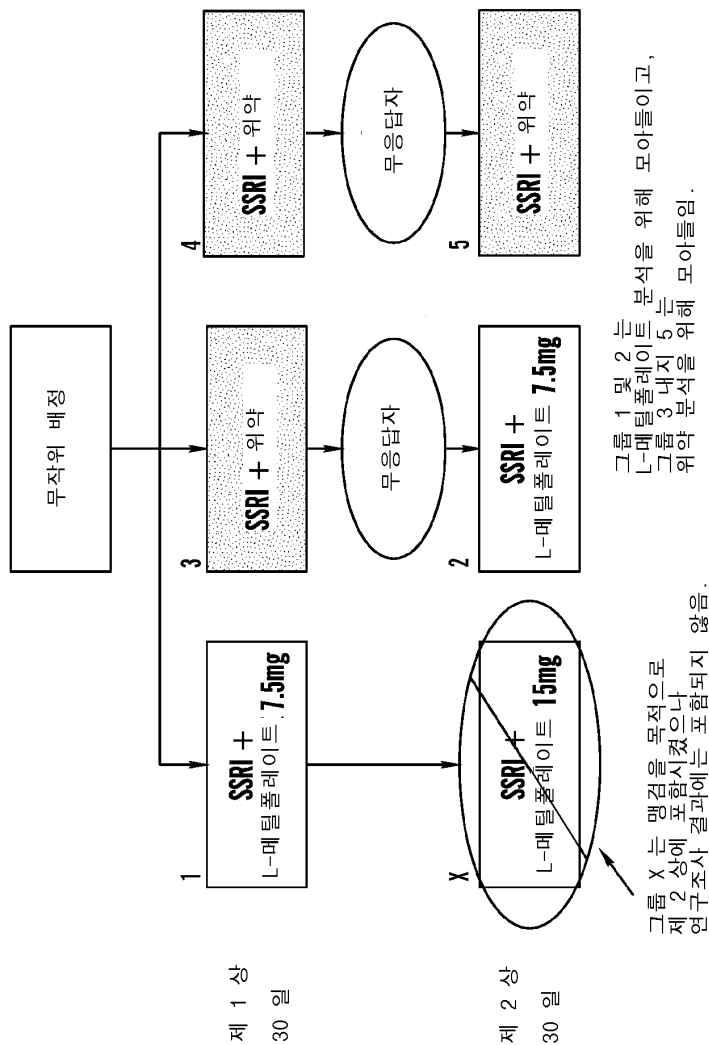 무작위 배정
제 1 상
30 일
1
SSRI +
L-메틸폴레이트 7.5mg
3
SSRI + 위약
4
SSRI + 위약
무응답자
무응답자
제 2 상
30 일
X
SSRI +
L-메틸폴레이트 15mg
2
SSRI +
L-메틸폴레이트 7.5mg
5
SSRI + 위약
그룹 X 는 맹검을 목적으로
제 2 상에 포함시켰으나
연구조사 결과에는 포함되지 않음.
그룹 1 및 2 는
L-메틸폴레이트 분석을 위해 모아들이고,
그룹 3 내지 5 는
위약 분석을 위해 모아들임.